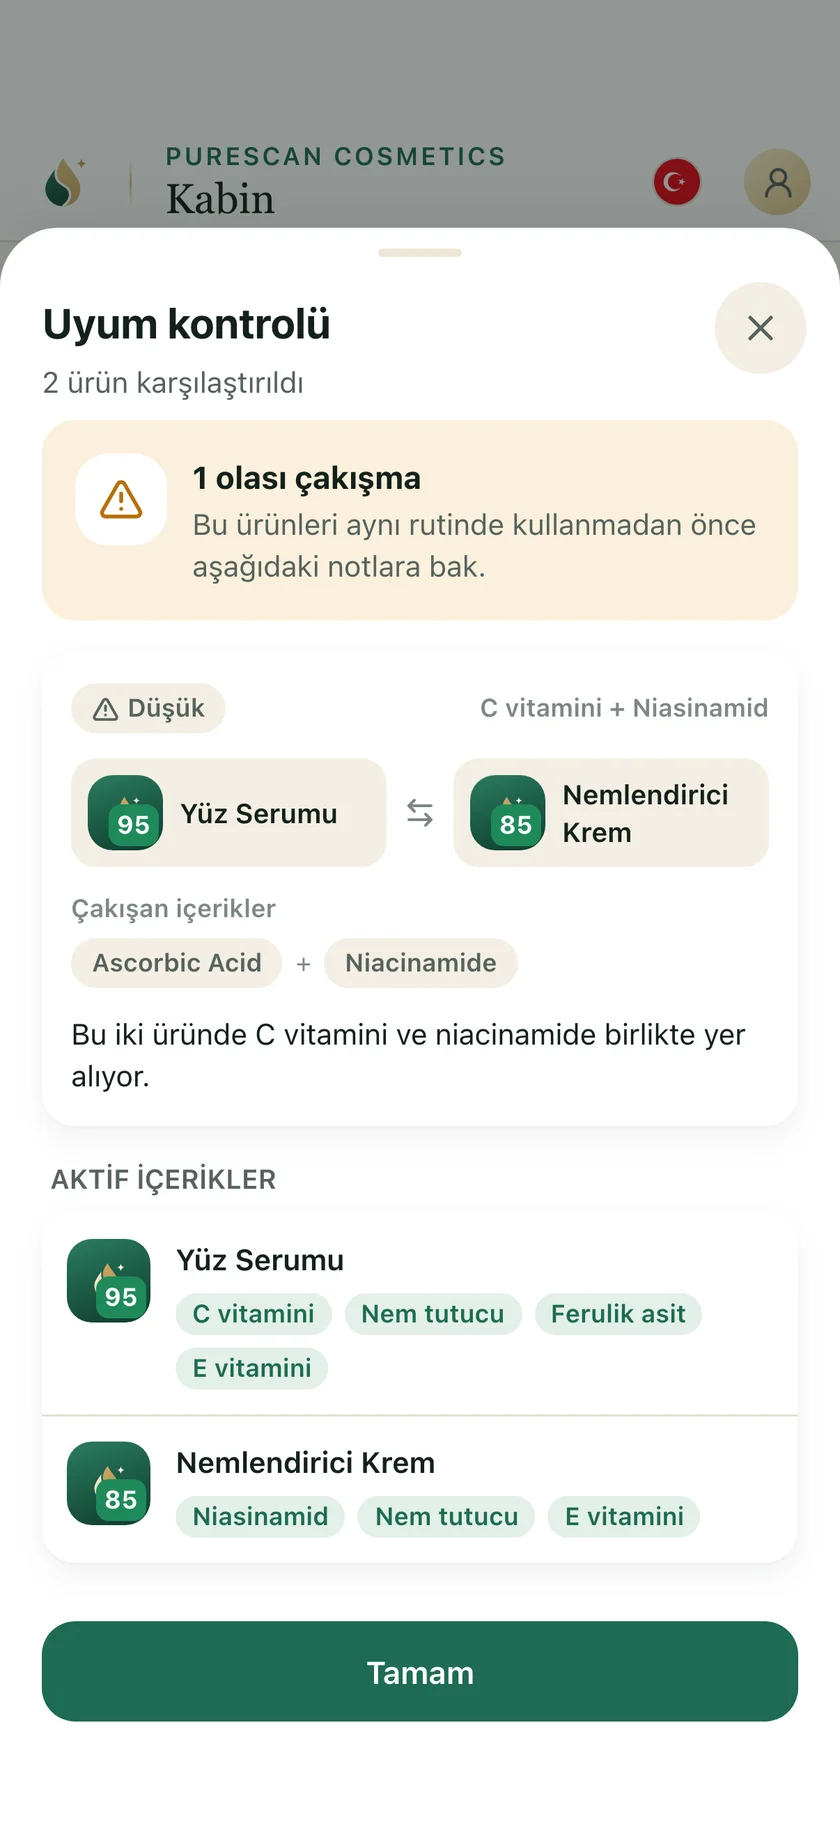 PURESCAN COSMETICS
Kabin
Uyum kontrolü
2 ürün karşılaştırıldı
1 olası çakışma
Bu ürünleri aynı rutinde kullanmadan önce
aşağıdaki notlara bak.
Düşük
C vitamini + Niasinamid
95
Yüz Serumu
85
Nemlendirici
Krem
Çakışan içerikler
Ascorbic Acid + Niacinamide
Bu iki üründe C vitamini ve niacinamide birlikte yer
alıyor.
AKTİF İÇERİKLER
95
Yüz Serumu
C vitamini
Nem tutucu
Ferulik asit
E vitamini
85
Nemlendirici Krem
Niasinamid
Nem tutucu
E vitamini
Tamam